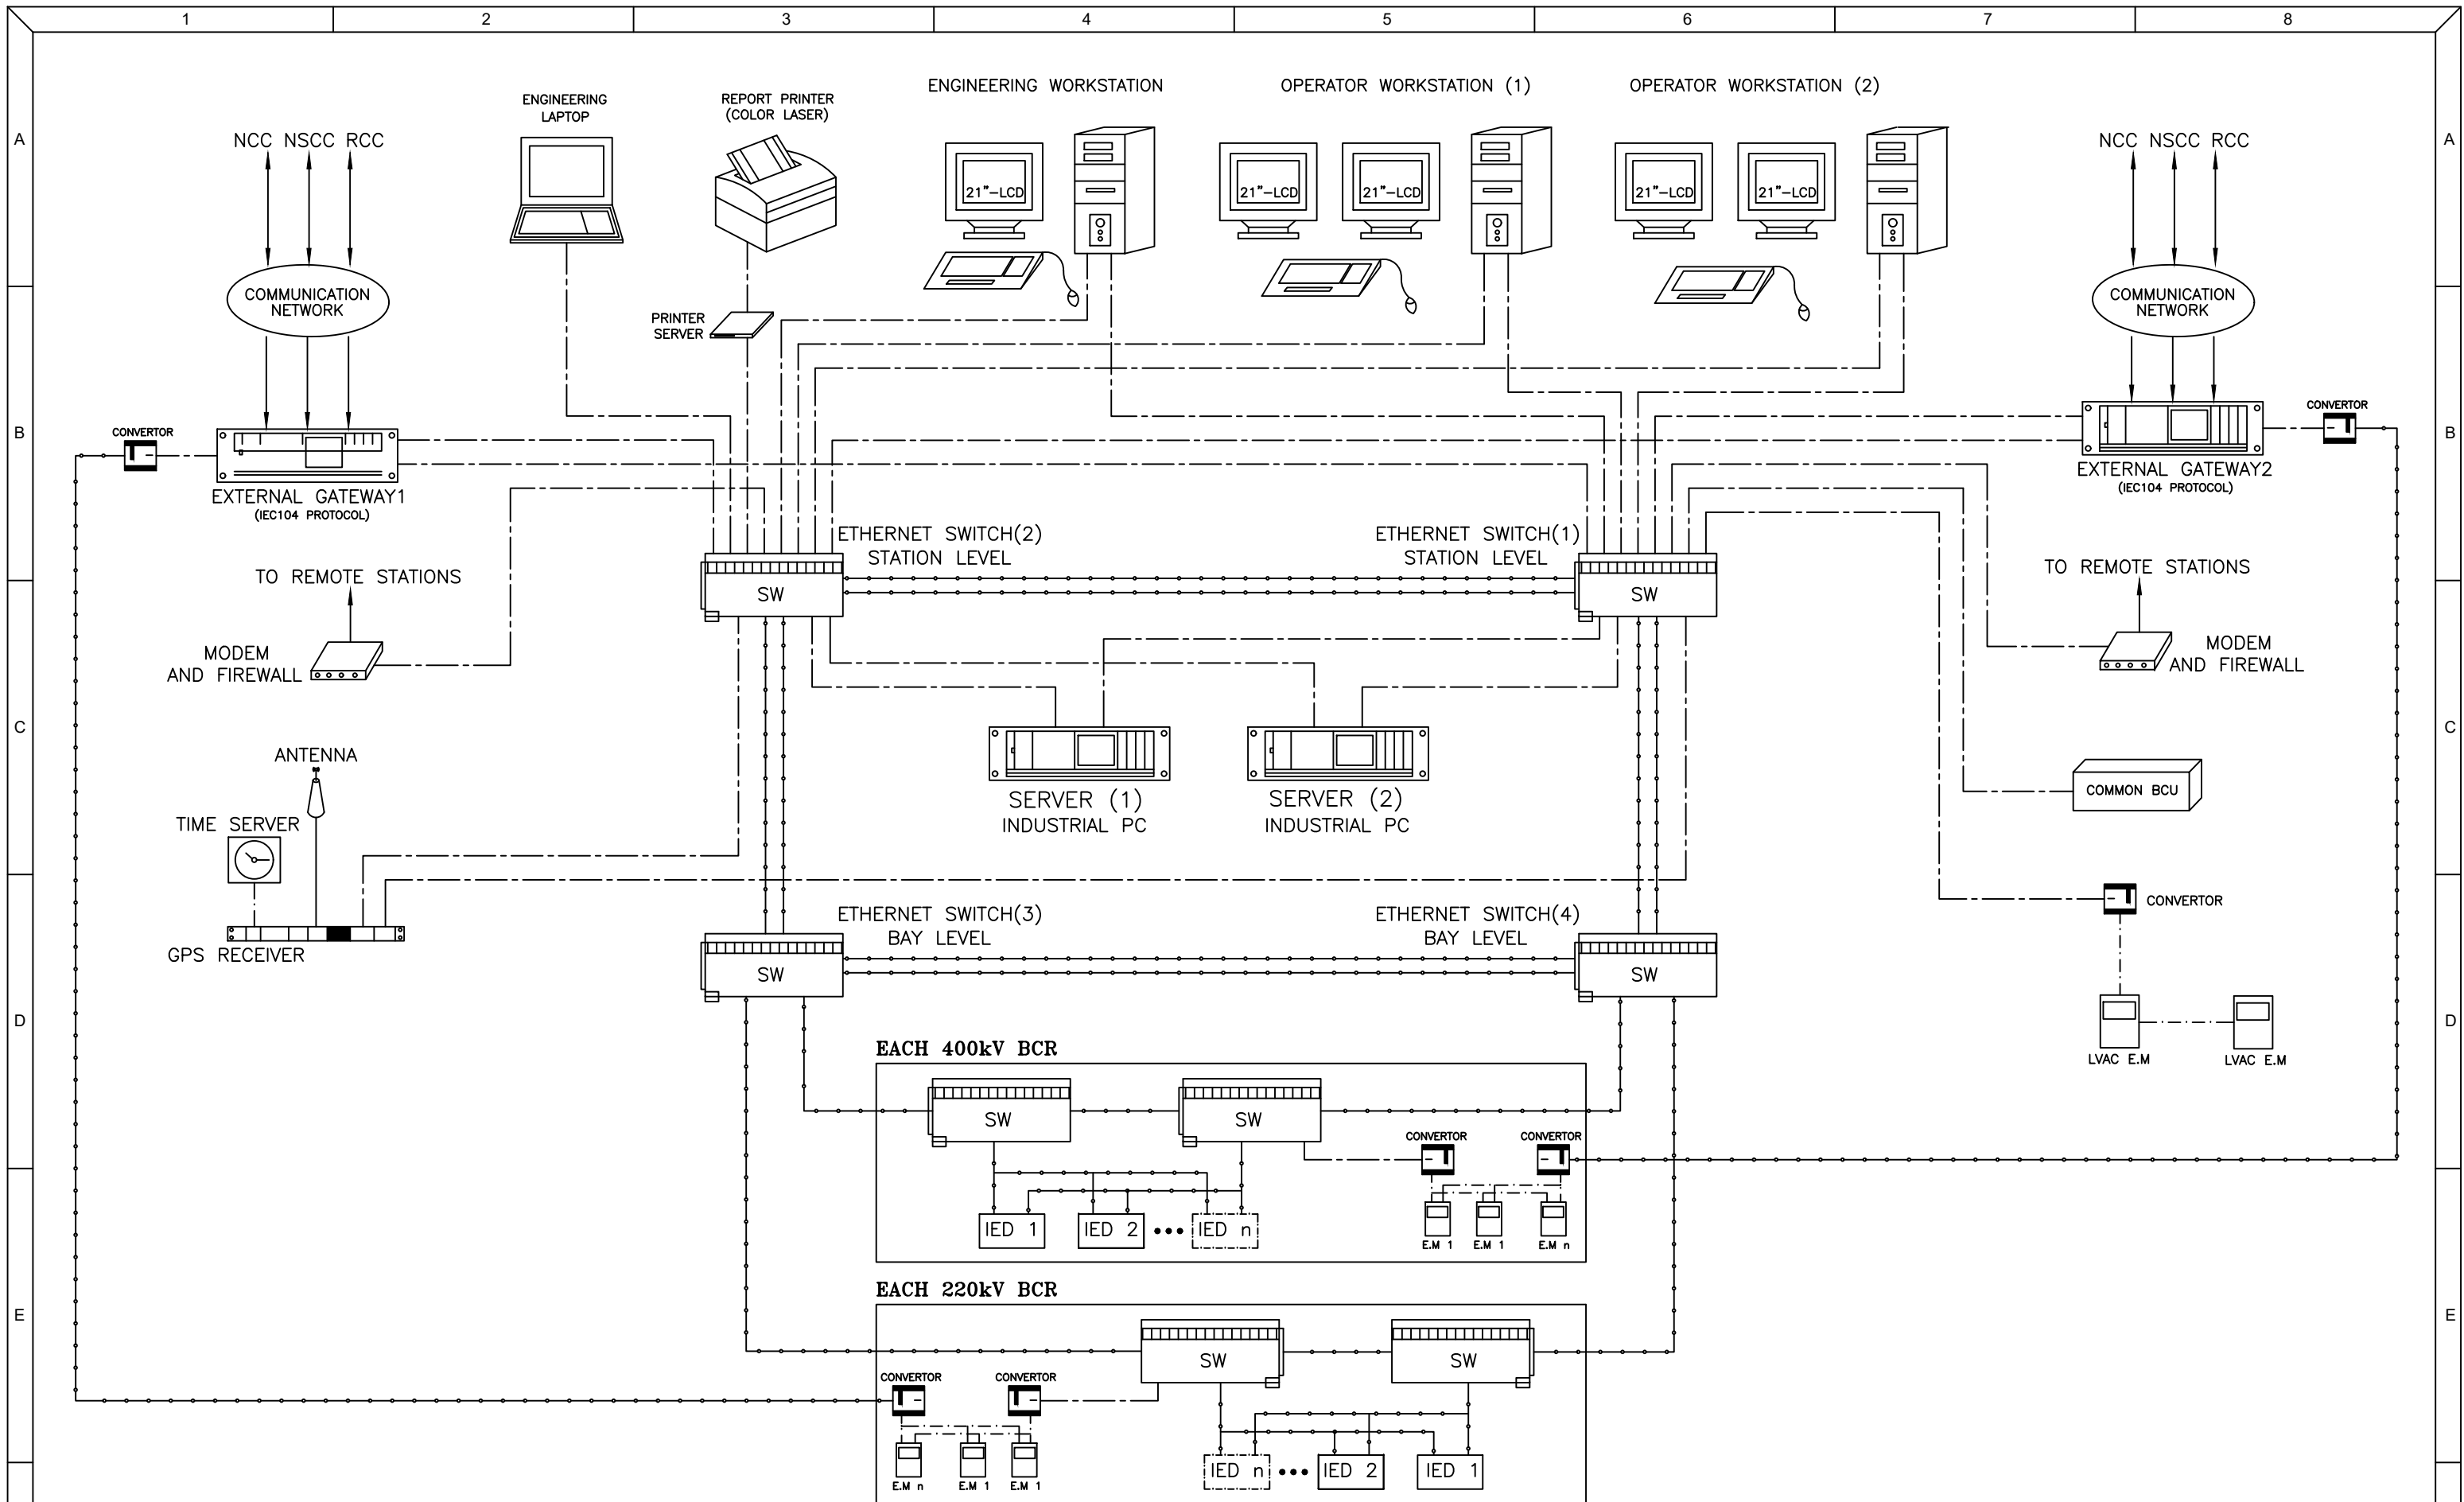 1 2 3 4 5 6 7 8
ENGINEERING WORKSTATION
OPERATOR WORKSTATION (1)
OPERATOR WORKSTATION (2)
ENGINEERING
LAPTOP
REPORT PRINTER
(COLOR LASER)
A
A
NCC NSCC RCC
NCC NSCC RCC
21"-LCD
21"-LCD
21"-LCD
21"-LCD
21"-LCD
COMMUNICATION
NETWORK
COMMUNICATION
NETWORK
PRINTER
SERVER
B
B
CONVERTOR
CONVERTOR
EXTERNAL GATEWAY1
(IEC104 PROTOCOL)
EXTERNAL GATEWAY2
(IEC104 PROTOCOL)
ETHERNET SWITCH(2)
STATION LEVEL
ETHERNET SWITCH(1)
STATION LEVEL
SW
SW
TO REMOTE STATIONS
TO REMOTE STATIONS
MODEM
AND FIREWALL
MODEM
AND FIREWALL
C
C
ANTENNA
TIME SERVER
GPS RECEIVER
SERVER (1)
INDUSTRIAL PC
SERVER (2)
INDUSTRIAL PC
COMMON BCU
CONVERTOR
ETHERNET SWITCH(3)
BAY LEVEL
ETHERNET SWITCH(4)
BAY LEVEL
SW
SW
D
D
LVAC E.M
LVAC E.M
EACH 400kV BCR
SW
SW
CONVERTOR
CONVERTOR
IED 1
IED 2
IED n
E.M 1
E.M 1
E.M n
EACH 220kV BCR
E
E
SW
SW
CONVERTOR
CONVERTOR
E.M n
E.M 1
E.M 1
IED n
IED 2
IED 1